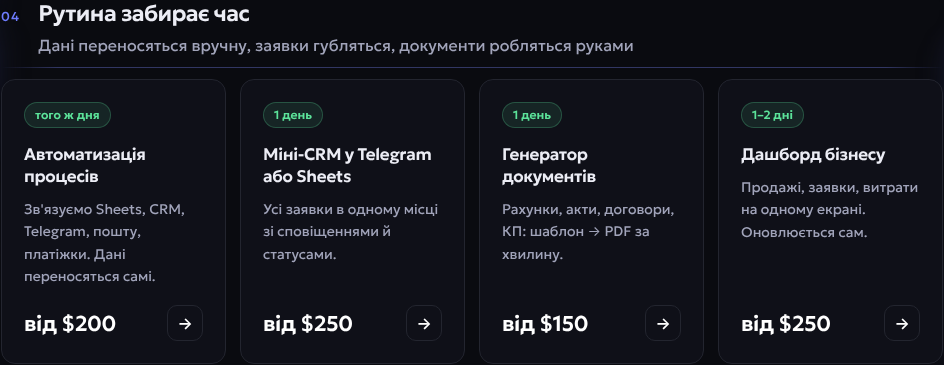 04
Рутина забирає час
Дані переносяться вручну, заявки губляться, документи робляться руками
того ж дня
Автоматизація
процесів
Зв'язуємо Sheets, CRM,
Telegram, пошту,
платіжки. Дані
переносяться самі.
від $200
→
1 день
Міні-CRM у Telegram
або Sheets
Усі заявки в одному місці
зі сповіщеннями й
статусами.
від $250
→
1 день
Генератор
документів
Рахунки, акти, договори,
КП: шаблон → PDF за
хвилину.
від $150
→
1–2 дні
Дашборд бізнесу
Продажі, заявки, витрати
на одному екрані.
Оновлюється сам.
від $250
→